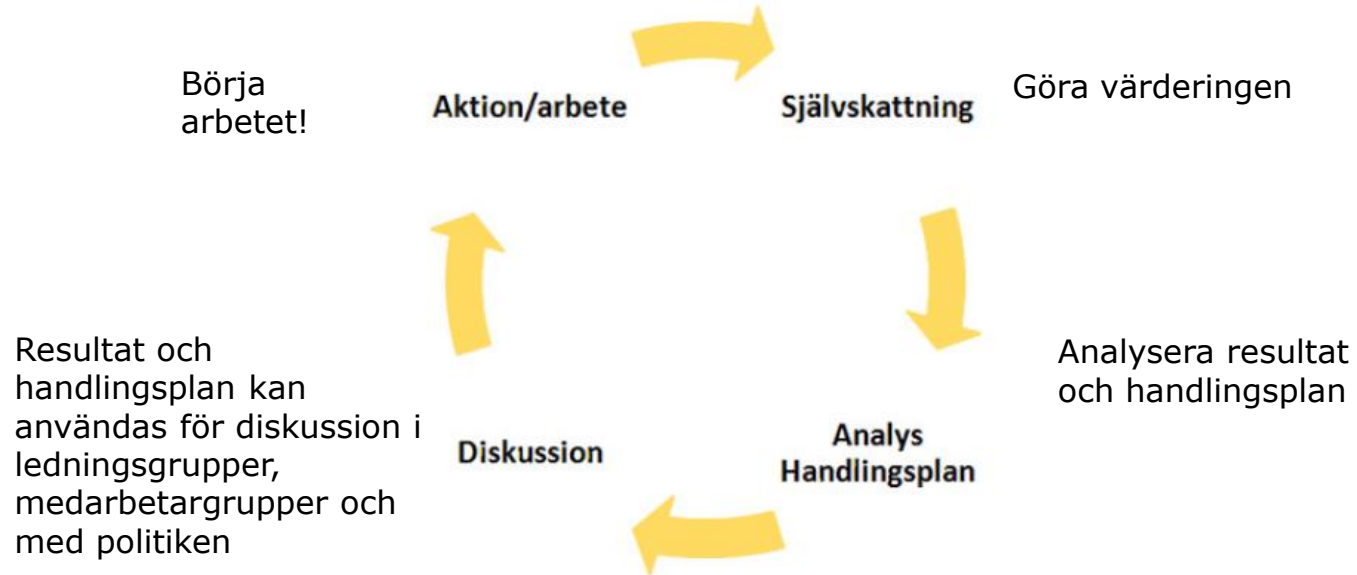 Börja
arbetet!
Aktion/arbete
Självskattning
Göra värderingen
Resultat och
handlingsplan kan
användas för diskussion i
ledningsgrupper,
medarbetargrupper och
med politiken
Diskussion
Analys
Handlingsplan
Analysera resultat
och handlingsplan